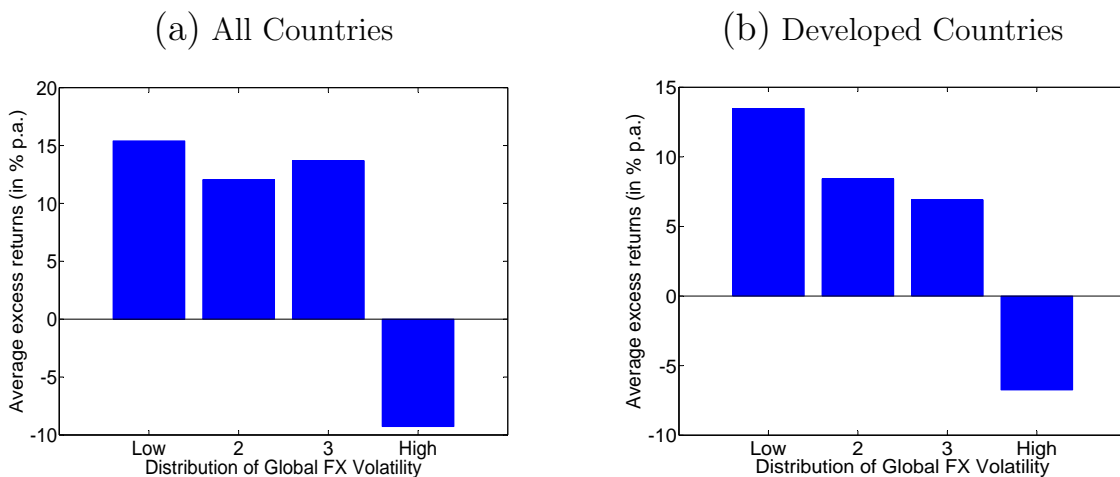 (a) All Countries
20
15
10
5
0
-5
-10
Average excess returns (in % p.a.)
Low 2 3 High
Distribution of Global FX Volatility
(b) Developed Countries
15
10
5
0
-5
-10
Average excess returns (in % p.a.)
Low 2 3 High
Distribution of Global FX Volatility